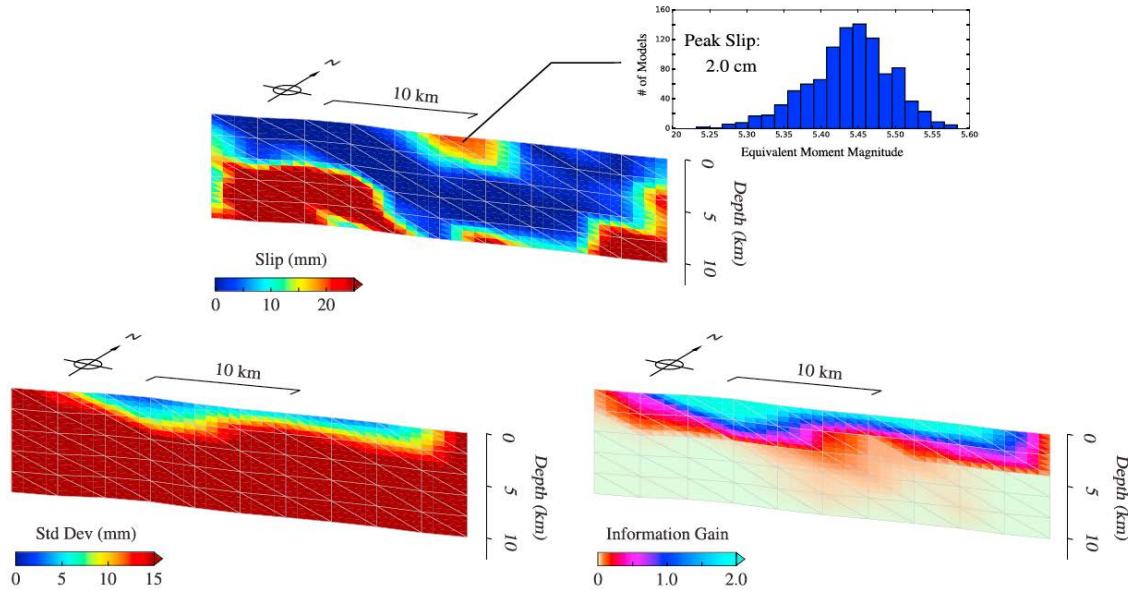 160
120
80
40
0
# of Models
Peak Slip:
2.0 cm
20 5.25 5.30 5.35 5.40 5.45 5.50 5.55 5.60
Equivalent Moment Magnitude
N
10 km
0
5
10
Depth (km)
Slip (mm)
0 10 20
N
10 km
0
5
10
Depth (km)
Std Dev (mm)
0 5 10 15
N
10 km
0
5
10
Depth (km)
Information Gain
0 1.0 2.0